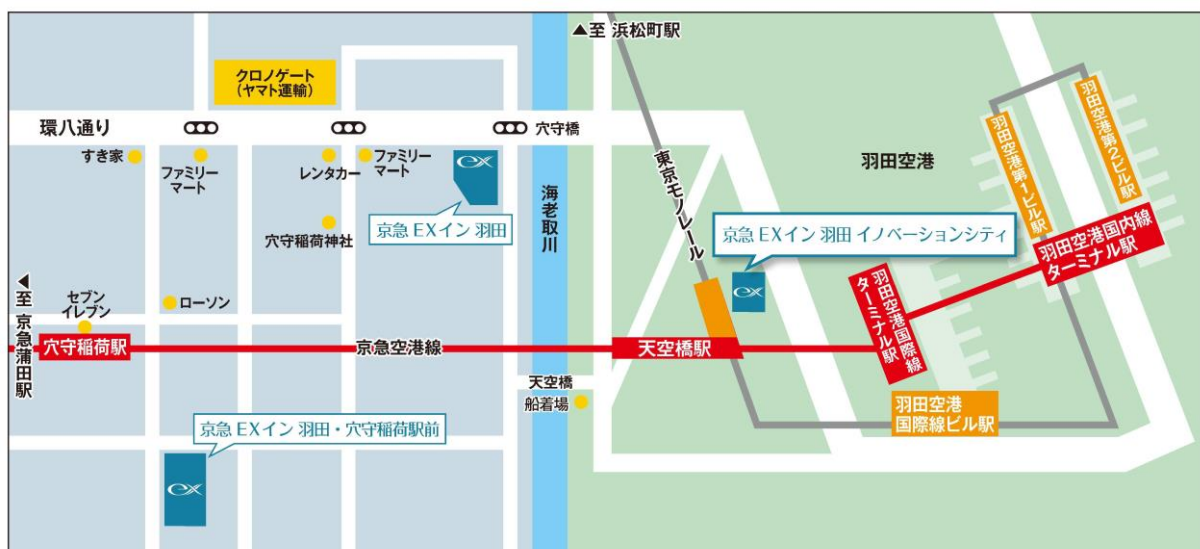 ▲至 浜松町駅
クロノゲート
(ヤマト運輸)
環八通り
穴守橋
すき家
ファミリー
マート
レンタカー
ファミリー
マート
ex
京急 EXイン 羽田
穴守稲荷神社
海老取川
東京モノレール
羽田空港
羽田空港第1ビル駅
羽田空港第2ビル駅
京急 EXイン 羽田 イノベーションシティ
ex
羽田空港国内線
ターミナル駅
羽田空港国際線
ターミナル駅
▲至 京急蒲田駅
セブン
イレブン
ローソン
穴守稲荷駅
京急空港線
天空橋駅
天空橋
船着場
羽田空港
国際線ビル駅
京急 EXイン 羽田・穴守稲荷駅前
ex